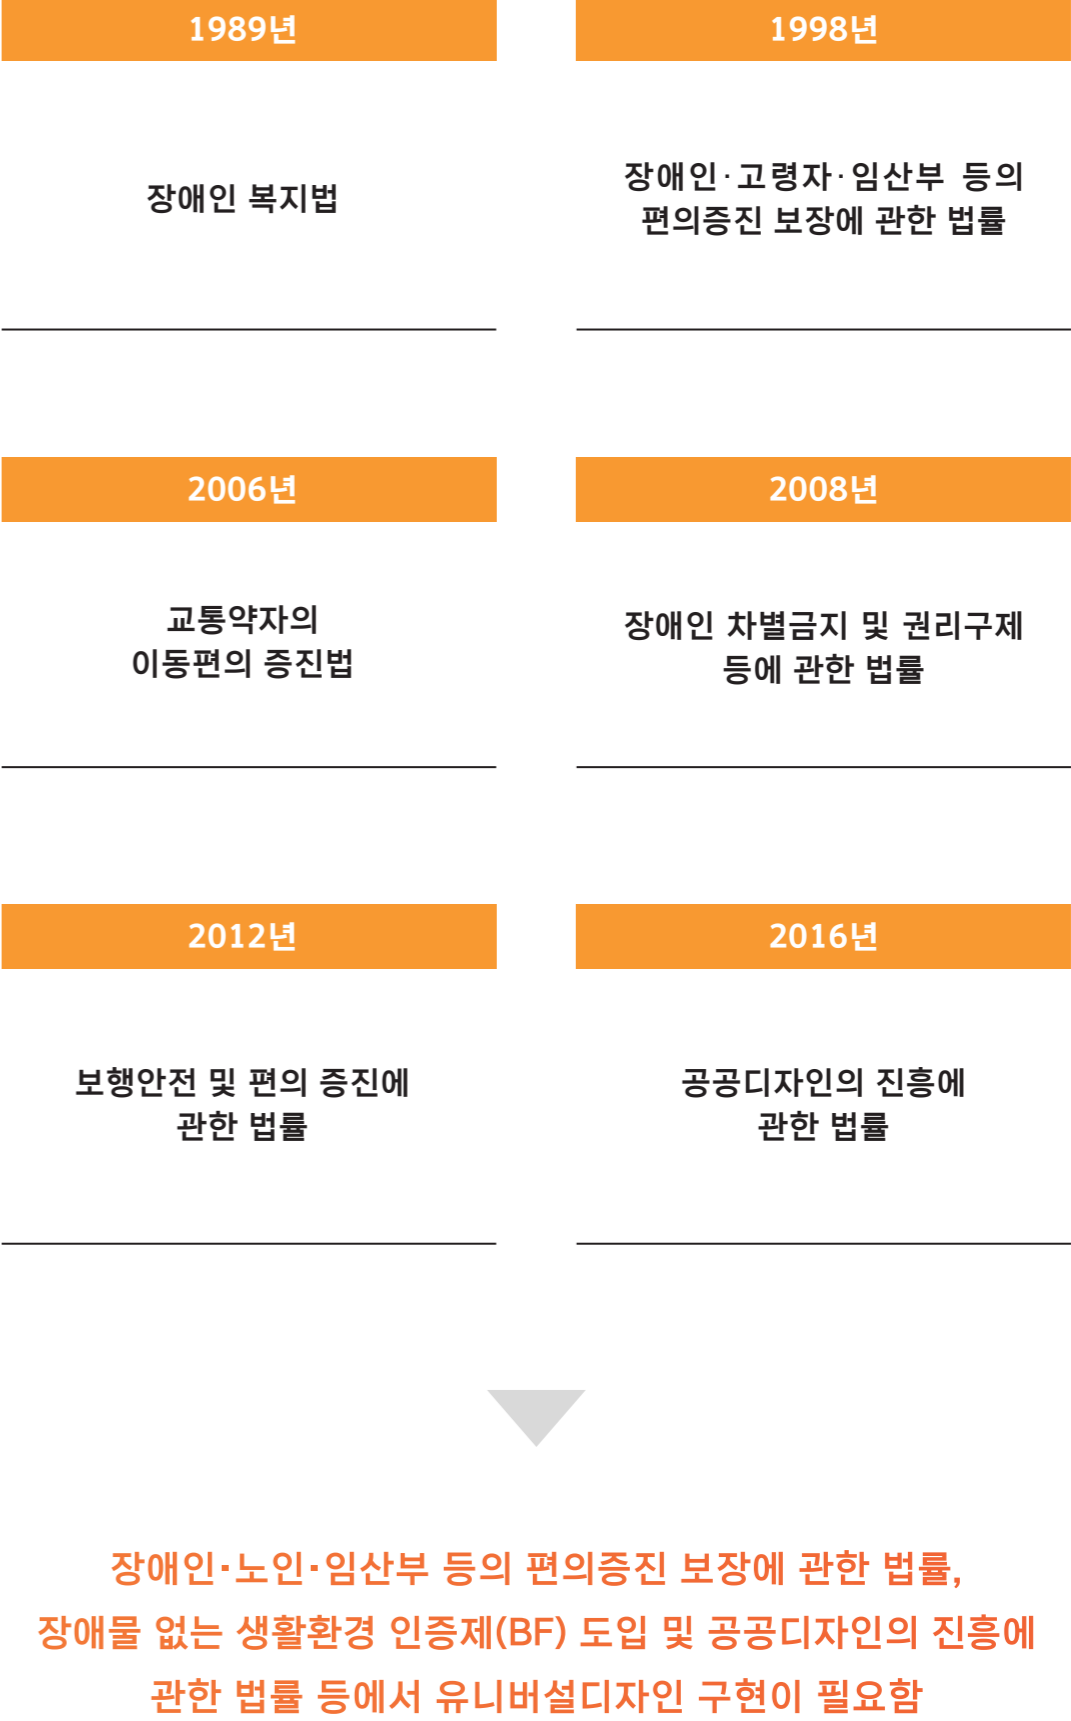 1989년
장애인 복지법
1998년
장애인·고령자·임산부 등의
편의증진 보장에 관한 법률
2006년
교통약자의
이동편의 증진법
2008년
장애인 차별금지 및 권리구제
등에 관한 법률
2012년
보행안전 및 편의 증진에
관한 법률
2016년
공공디자인의 진흥에
관한 법률
장애인·노인·임산부 등의 편의증진 보장에 관한 법률,
장애물 없는 생활환경 인증제(BF) 도입 및 공공디자인의 진흥에
관한 법률 등에서 유니버설디자인 구현이 필요함